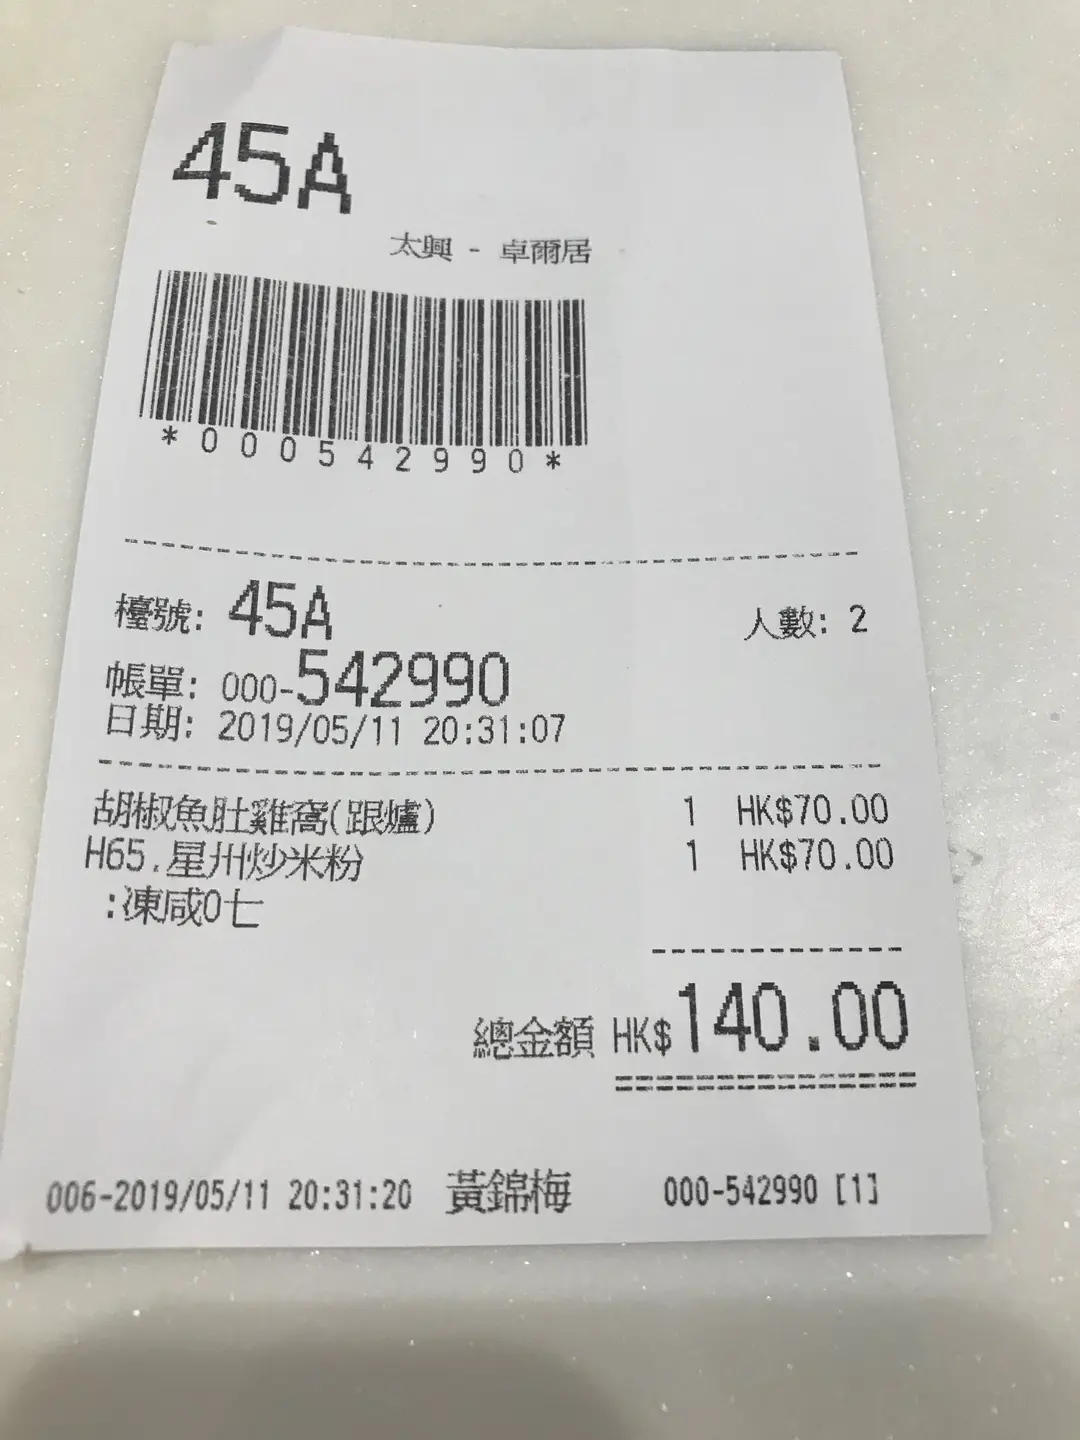 45A
太興 - 卓爾居
*000542990*
檯號: 45A 人數: 2
帳單: 000-542990
日期: 2019/05/11 20:31:07
胡椒魚肚雞窩(跟爐) 1 HK$70.00
H65.星州炒米粉 1 HK$70.00
:凍咸0七
總金額 HK$140.00
006-2019/05/11 20:31:20 黃錦梅 000-542990 [1]